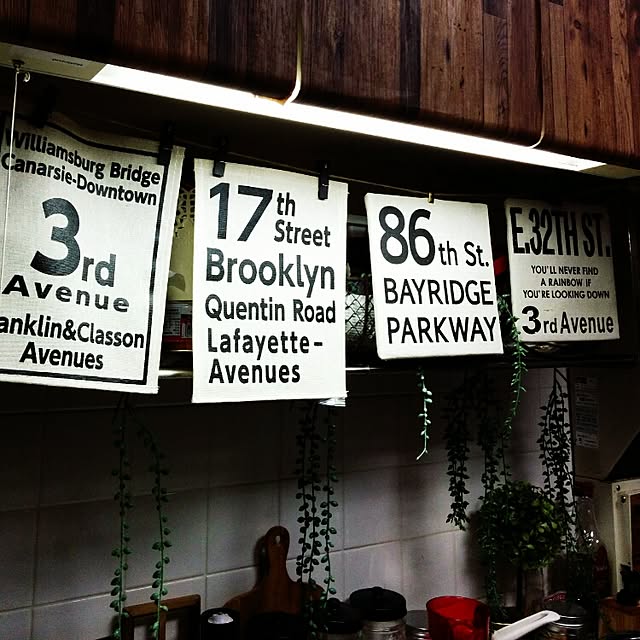 Williamsburg Bridge
Canarsie-Downtown
3rd
Avenue
anklin&Classon
Avenues
17th
Street
Brooklyn
Quentin Road
Lafayette-
Avenues
86th St.
BAYRIDGE
PARKWAY
E.32TH ST.
YOU'LL NEVER FIND
A RAINBOW IF
YOU'RE LOOKING DOWN
3rd Avenue